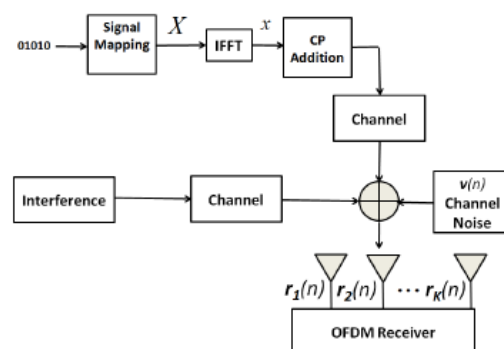 01010
Signal
Mapping
X
IFFT
x
CP
Addition
Channel
Interference
Channel
v(n)
Channel
Noise
r1(n) r2(n) ... rK(n)
OFDM Receiver